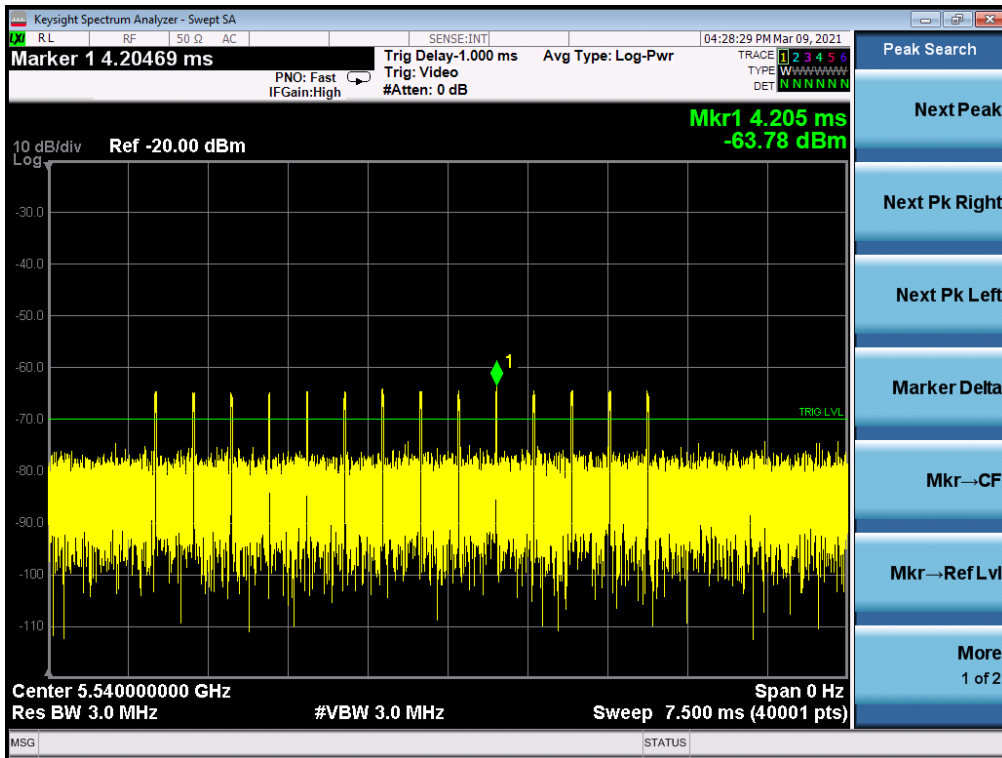 Keysight Spectrum Analyzer - Swept SA
LXI RL RF 50 Ω AC SENSE:INT 04:28:29 PM Mar 09, 2021
Marker 1 4.20469 ms
PNO: Fast
IFGain:High
Trig Delay-1.000 ms
Trig: Video
#Atten: 0 dB
Avg Type: Log-Pwr
TRACE 1 2 3 4 5 6
TYPE WWWWWW
DET N N N N N N
Mkr1 4.205 ms
-63.78 dBm
10 dB/div
Log
Ref -20.00 dBm
-30.0
-40.0
-50.0
-60.0
-70.0
-80.0
-90.0
-100
-110
1
TRIG LVL
Center 5.540000000 GHz
Span 0 Hz
Res BW 3.0 MHz
#VBW 3.0 MHz
Sweep 7.500 ms (40001 pts)
MSG
STATUS
Peak Search
Next Peak
Next Pk Right
Next Pk Left
Marker Delta
Mkr→CF
Mkr→Ref Lvl
More
1 of 2